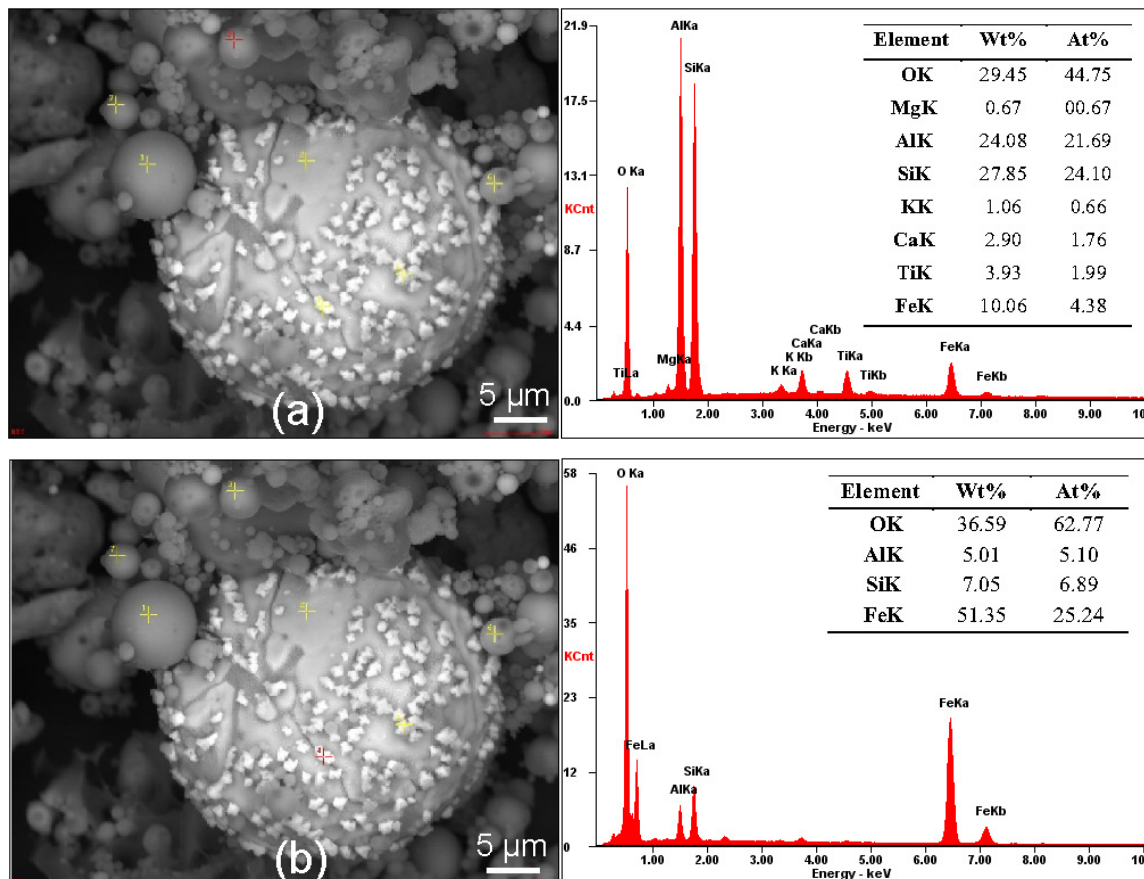 (a)
5 µm
21.9
17.5
13.1
KCnt
8.7
4.4
0.0
O Ka
AlKa
SiKa
TiLa
MgKa
K Ka
K Kb
CaKa
CaKb
TiKa
TiKb
FeKa
FeKb
1.00 2.00 3.00 4.00 5.00 6.00 7.00 8.00 9.00 10.00
Energy - keV
Element Wt% At%
OK 29.45 44.75
MgK 0.67 00.67
AlK 24.08 21.69
SiK 27.85 24.10
KK 1.06 0.66
CaK 2.90 1.76
TiK 3.93 1.99
FeK 10.06 4.38
(b)
5 µm
58
46
35
KCnt
23
12
0
O Ka
FeLa
AlKa
SiKa
FeKa
FeKb
1.00 2.00 3.00 4.00 5.00 6.00 7.00 8.00 9.00
Energy - keV
Element Wt% At%
OK 36.59 62.77
AlK 5.01 5.10
SiK 7.05 6.89
FeK 51.35 25.24